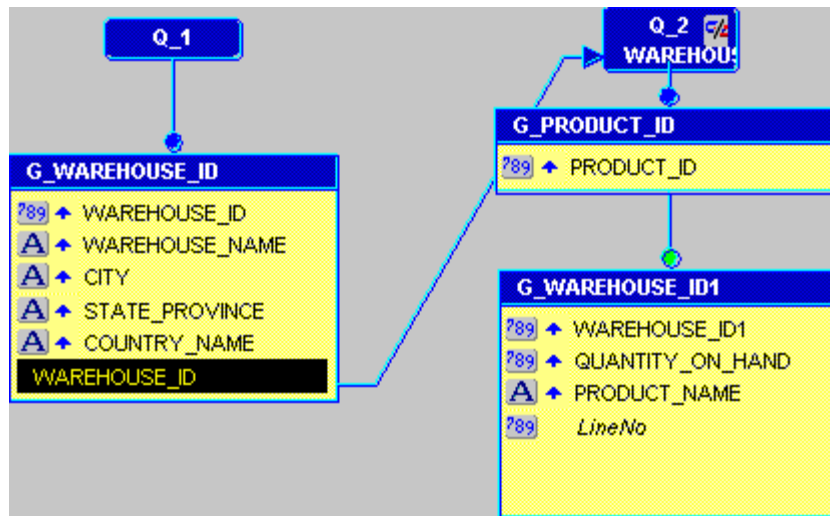 Q_1
G_WAREHOUSE_ID
789 WAREHOUSE_ID
A WAREHOUSE_NAME
A CITY
A STATE_PROVINCE
A COUNTRY_NAME
WAREHOUSE_ID
Q_2
G_PRODUCT_ID
789 PRODUCT_ID
G_WAREHOUSE_ID1
789 WAREHOUSE_ID1
789 QUANTITY_ON_HAND
A PRODUCT_NAME
789 LineNo